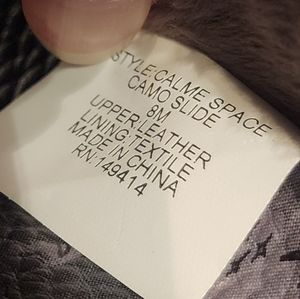 STYLE:CALME SPACE
CAMO SLIDE
8M
UPPER:LEATHER
LINING:TEXTILE
MADE IN CHINA
RN:149414